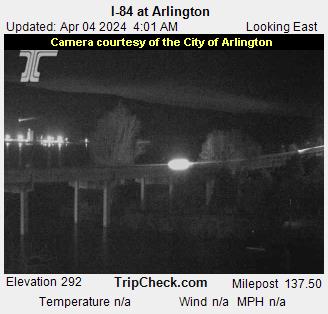 I-84 at Arlington
Updated: Apr 04 2024 4:01 AM Looking East
Camera courtesy of the City of Arlington
Elevation 292 TripCheck.com Milepost 137.50
Temperature n/a Wind n/a MPH n/a